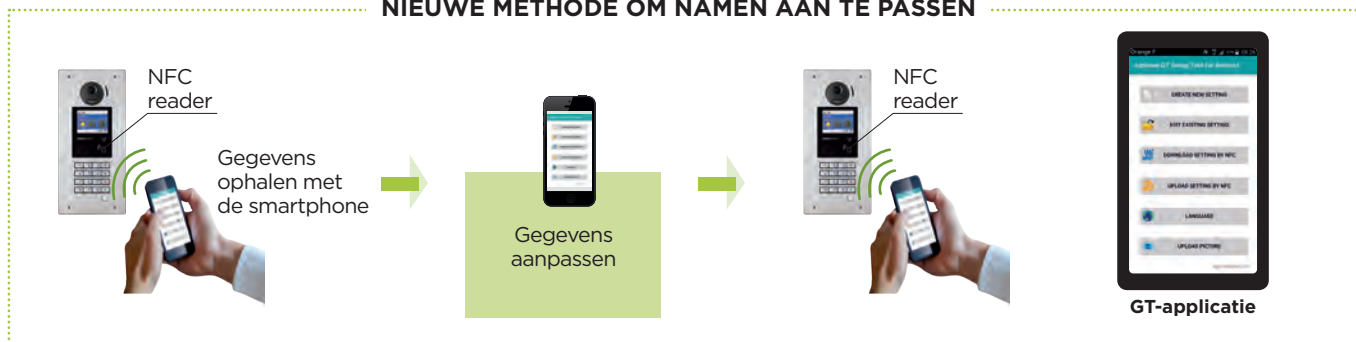 NIEUWE METHODE OM NAMEN AAN TE PASSEN
NFC
reader
Gegevens
ophalen met
de smartphone
Gegevens
aanpassen
NFC
reader
CREATE NEW SETTING
EDIT EXISTING SETTING
DOWNLOAD SETTING BY NFC
UPLOAD SETTING BY NFC
LANGUAGE
UPLOAD PICTURE
GT-applicatie